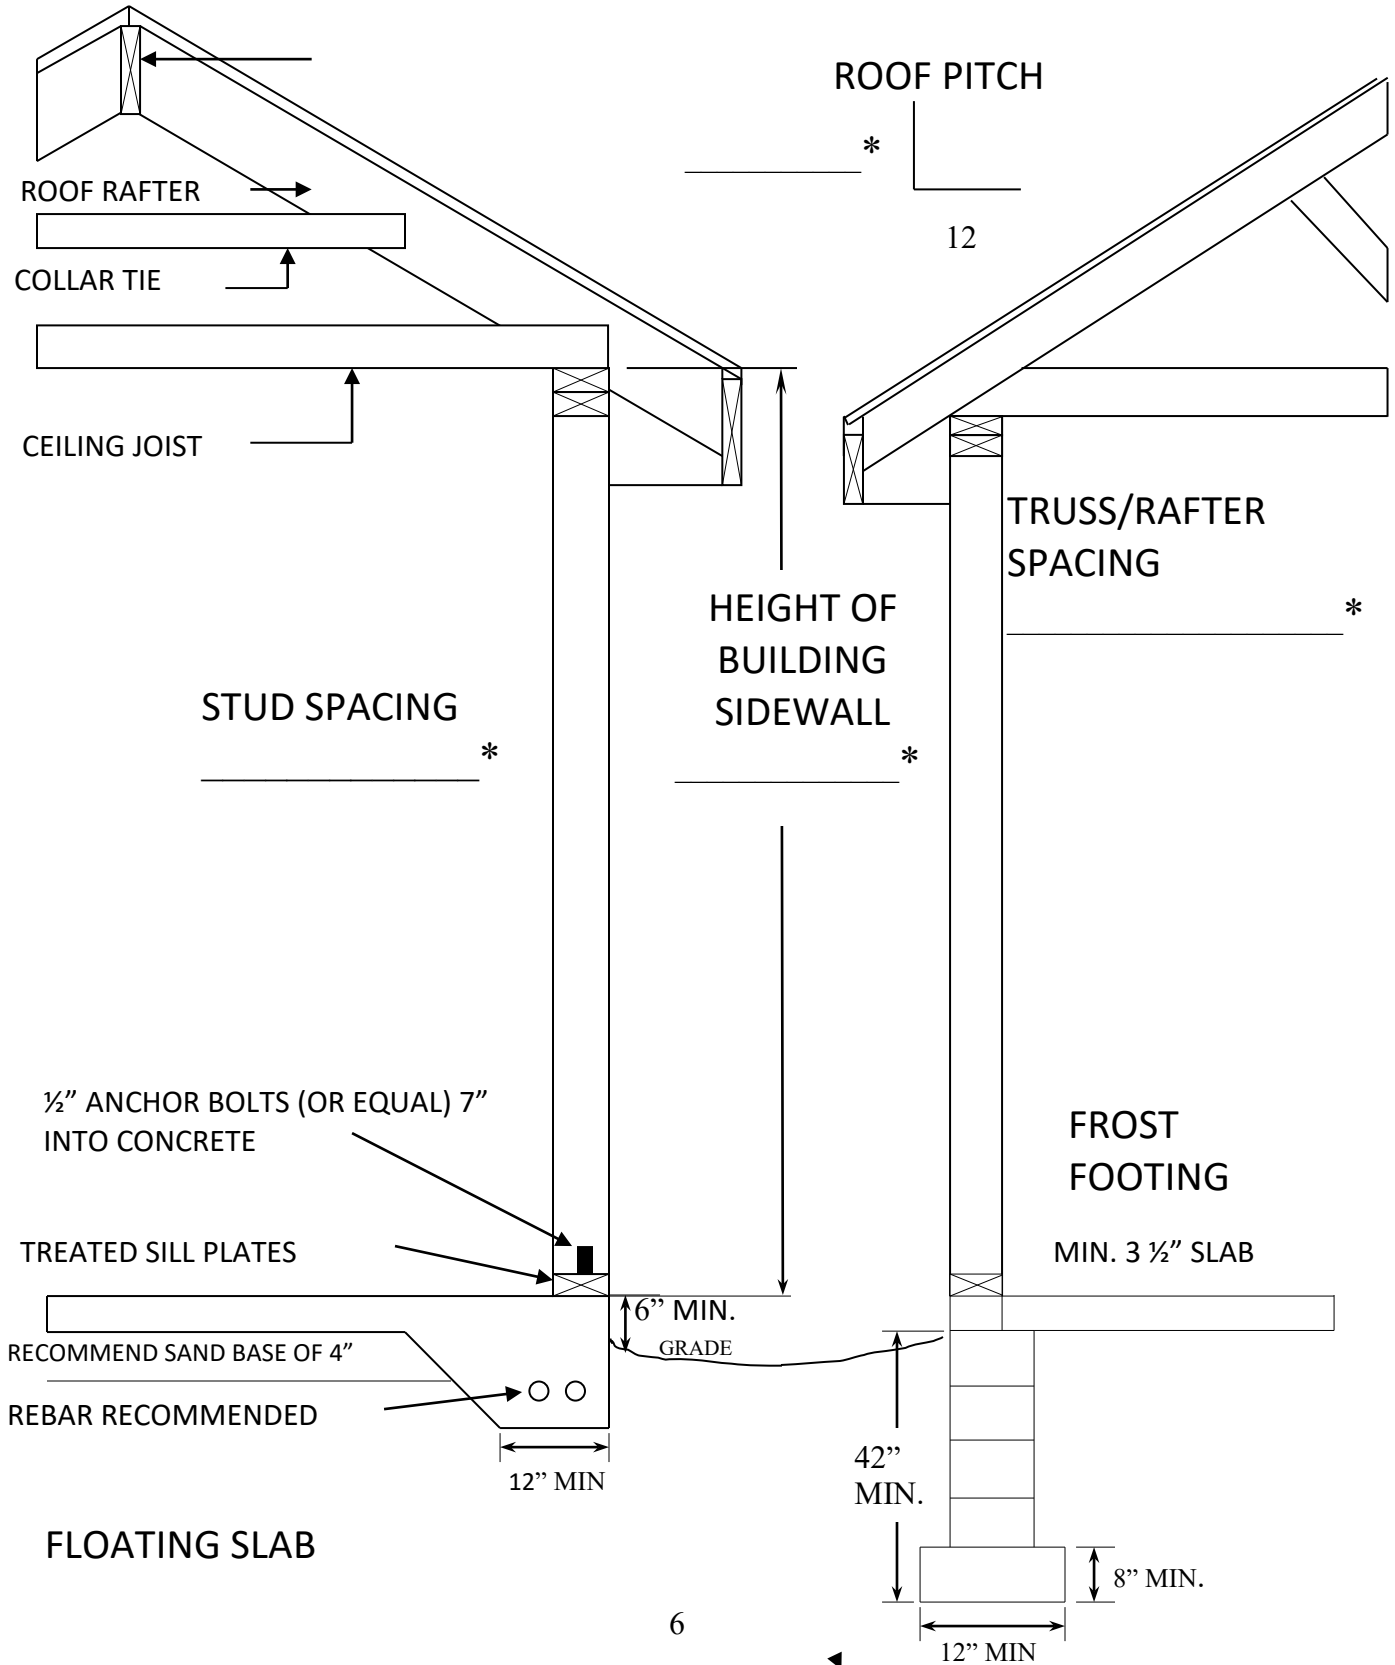 ROOF PITCH
*
12
ROOF RAFTER
COLLAR TIE
CEILING JOIST
TRUSS/RAFTER
SPACING
*
HEIGHT OF
BUILDING
SIDEWALL
*
STUD SPACING
*
½” ANCHOR BOLTS (OR EQUAL) 7”
INTO CONCRETE
FROST
FOOTING
TREATED SILL PLATES
MIN. 3 ½” SLAB
6” MIN.
GRADE
RECOMMEND SAND BASE OF 4”
REBAR RECOMMENDED
12” MIN
42”
MIN.
FLOATING SLAB
8” MIN.
12” MIN
6